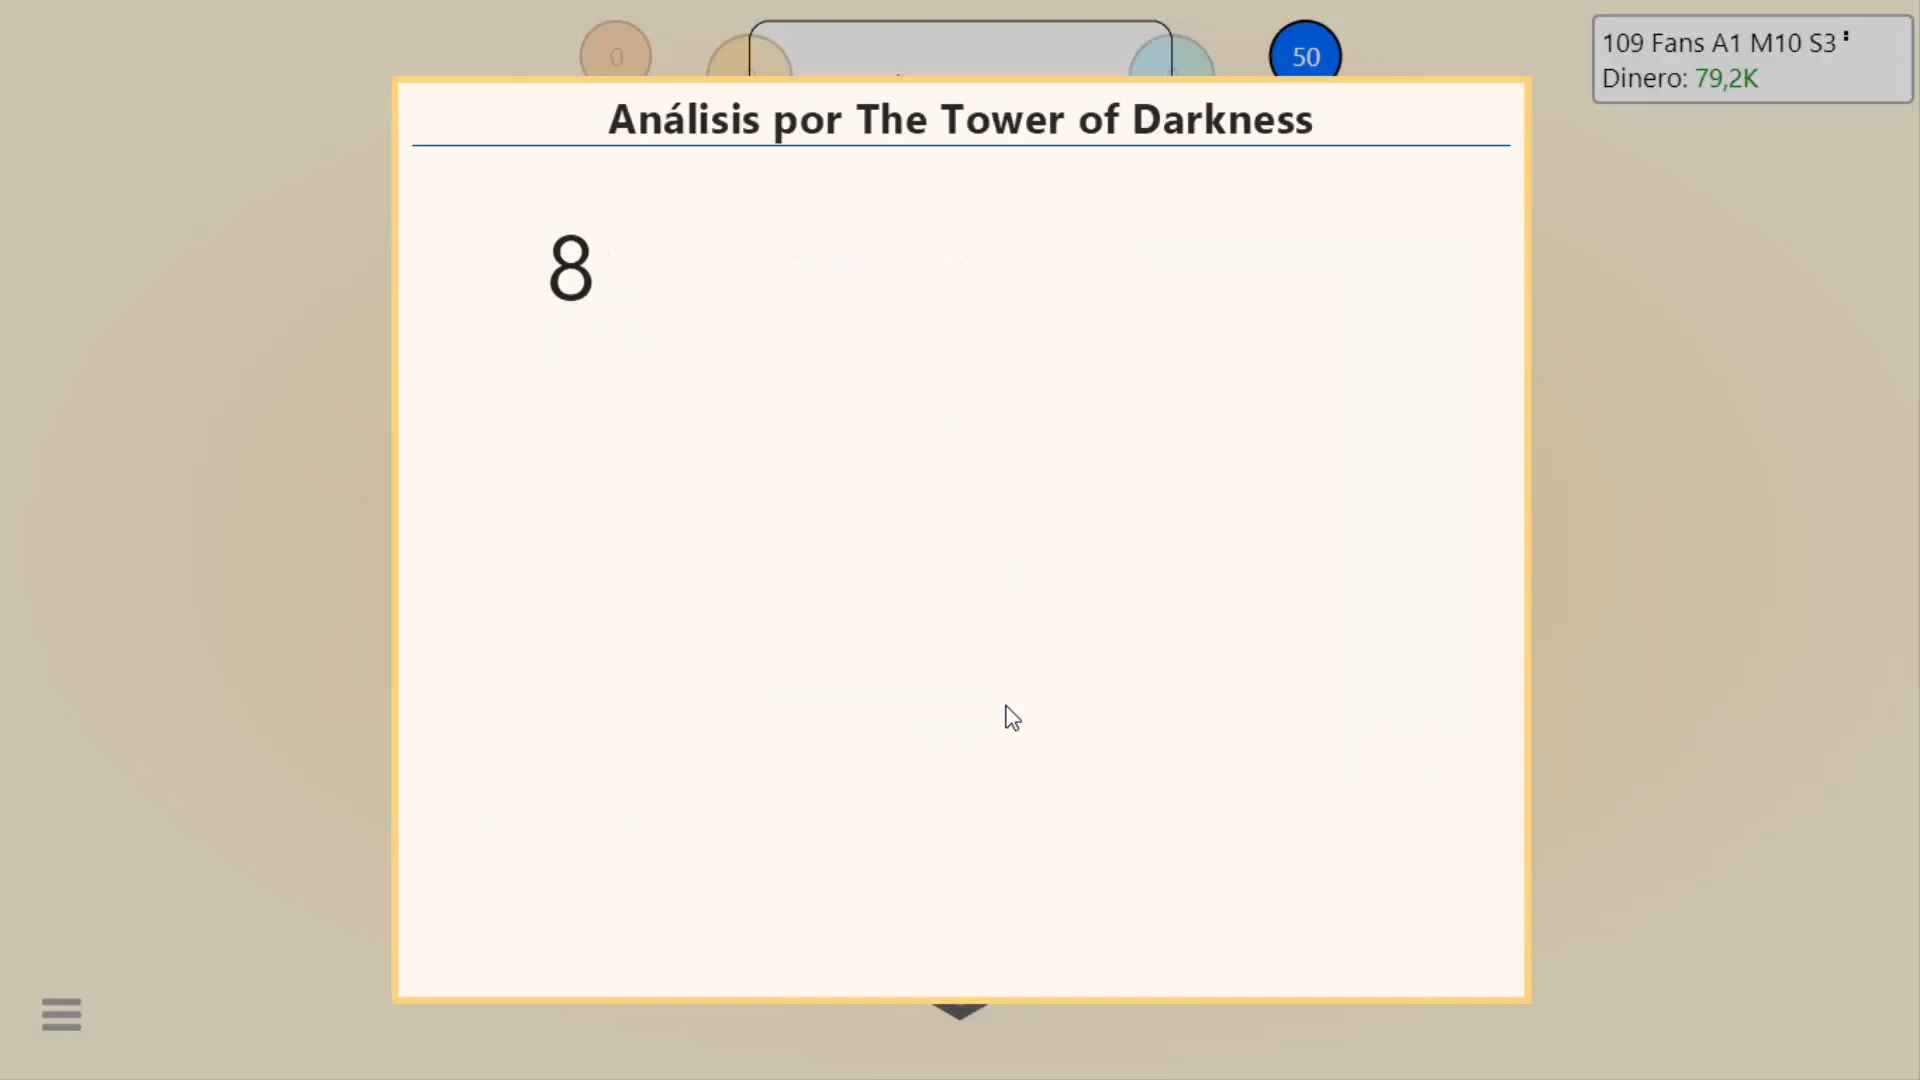 0
50
109 Fans A1 M10 S3
Dinero: 79,2K
Análisis por The Tower of Darkness
8